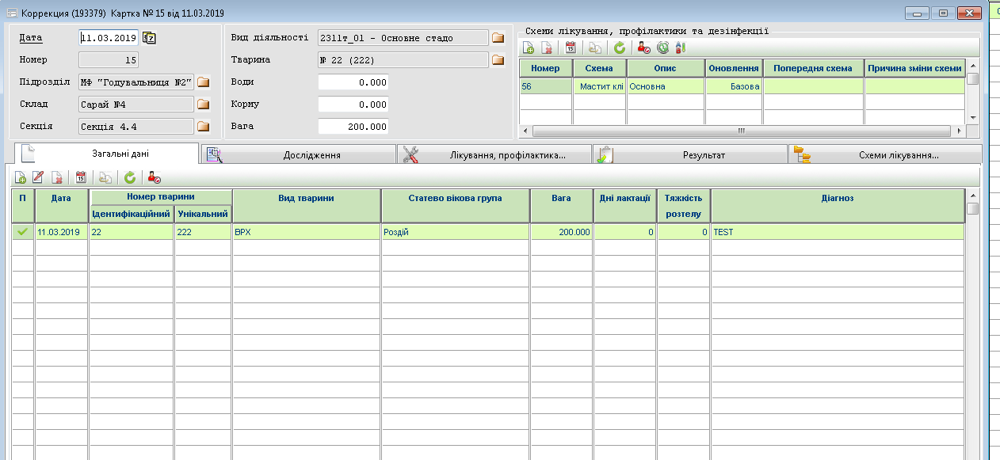 Коррекция (193379) Картка № 15 від 11.03.2019
Дата 11.03.2019
Номер 15
Підрозділ МФ "Годувальниця №2"
Склад Сарай №4
Секція Секція 4.4
Вид діяльності 2311т_01 - Основне стадо
Тварина № 22 (222)
Води 0.000
Корму 0.000
Вага 200.000
Схеми лікування, профілактики та дезінфекції
Номер Схема Опис Оновлення Попередня схема Причина зміни схеми
56 Мастит клі Основна Базова
Загальні дані Дослідження Лікування, профілактика... Результат Схеми лікування...
П Дата Номер тварини Вид тварини Статево вікова група Вага Дні лактації Тяжкість розтелу Діагноз
Ідентифікаційний Унікальний
11.03.2019 22 222 ВРХ Роздій 200.000 0 0 TEST